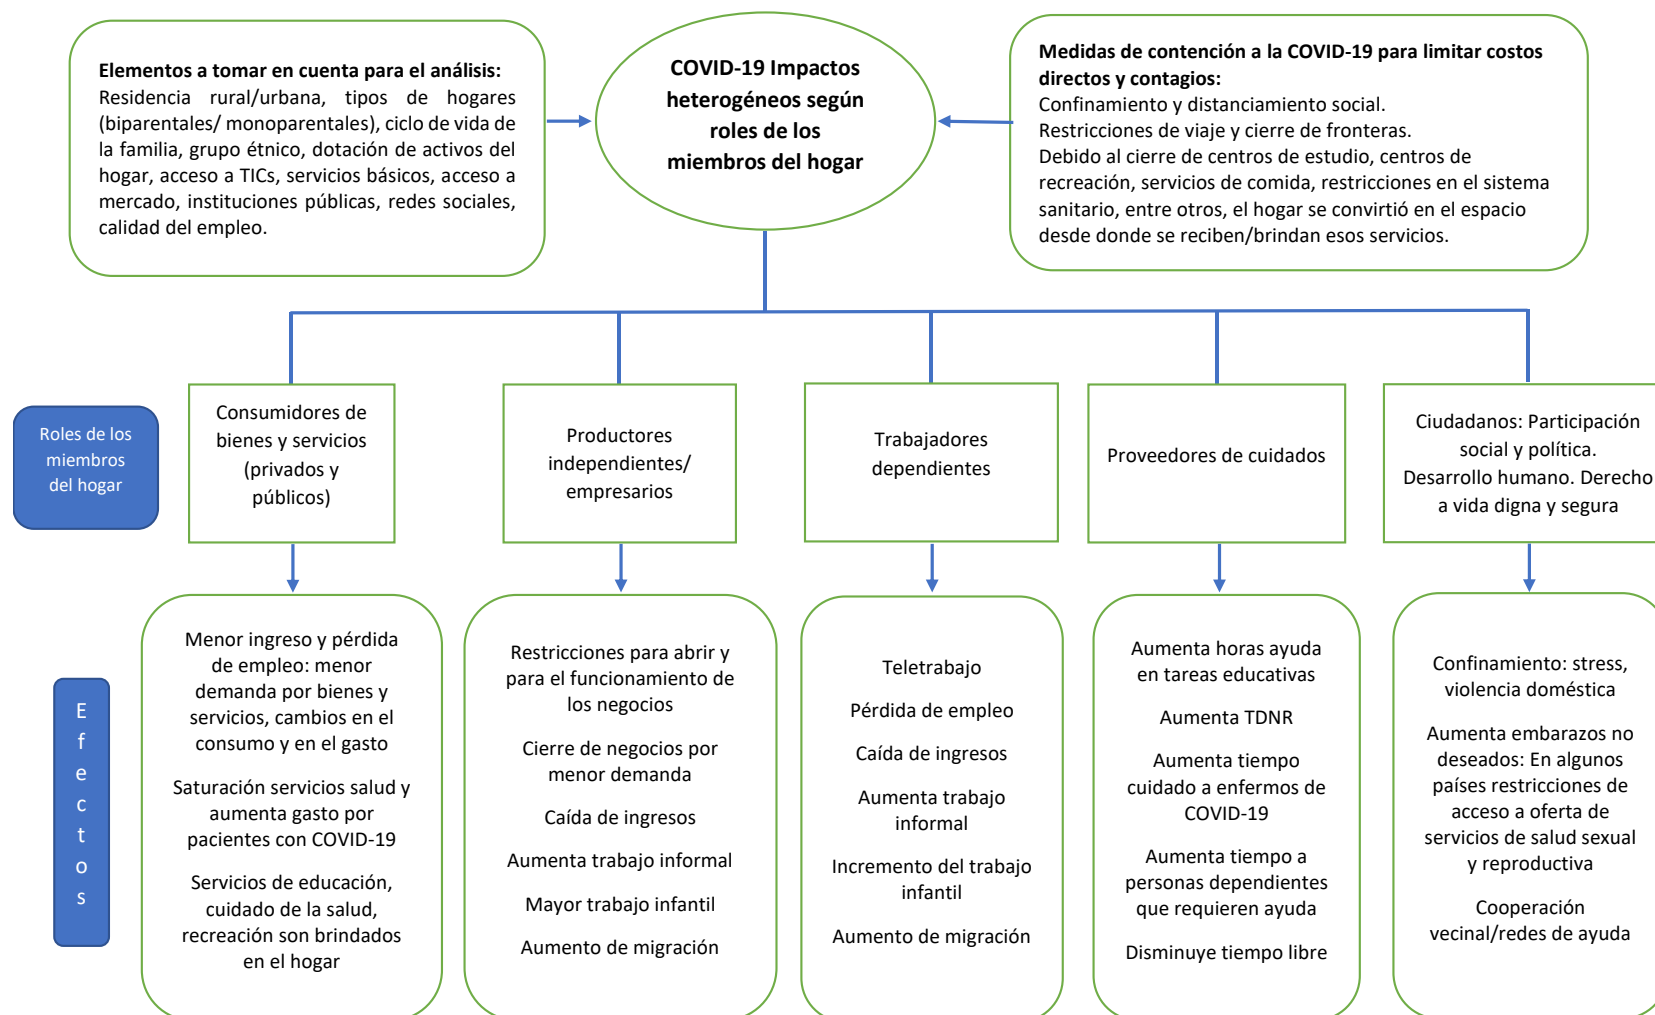 Elementos a tomar en cuenta para el análisis:
Residencia rural/urbana, tipos de hogares
(biparentales/ monoparentales), ciclo de vida de
la familia, grupo étnico, dotación de activos del
hogar, acceso a TICs, servicios básicos, acceso a
mercado, instituciones públicas, redes sociales,
calidad del empleo.
COVID-19 Impactos
heterogéneos según
roles de los
miembros del hogar
Medidas de contención a la COVID-19 para limitar costos
directos y contagios:
Confinamiento y distanciamiento social.
Restricciones de viaje y cierre de fronteras.
Debido al cierre de centros de estudio, centros de
recreación, servicios de comida, restricciones en el sistema
sanitario, entre otros, el hogar se convirtió en el espacio
desde donde se reciben/brindan esos servicios.
Roles de los
miembros
del hogar
Consumidores de
bienes y servicios
(privados y
públicos)
Productores
independientes/
empresarios
Trabajadores
dependientes
Proveedores de cuidados
Ciudadanos: Participación
social y política.
Desarrollo humano. Derecho
a vida digna y segura
E
f
e
c
t
o
s
Menor ingreso y pérdida
de empleo: menor
demanda por bienes y
servicios, cambios en el
consumo y en el gasto
Saturación servicios salud y
aumenta gasto por
pacientes con COVID-19
Servicios de educación,
cuidado de la salud,
recreación son brindados
en el hogar
Restricciones para abrir y
para el funcionamiento de
los negocios
Cierre de negocios por
menor demanda
Caída de ingresos
Aumenta trabajo informal
Mayor trabajo infantil
Aumento de migración
Teletrabajo
Pérdida de empleo
Caída de ingresos
Aumenta trabajo
informal
Incremento del trabajo
infantil
Aumento de migración
Aumenta horas ayuda
en tareas educativas
Aumenta TDNR
Aumenta tiempo
cuidado a enfermos de
COVID-19
Aumenta tiempo a
personas dependientes
que requieren ayuda
Disminuye tiempo libre
Confinamiento: stress,
violencia doméstica
Aumenta embarazos no
deseados: En algunos
países restricciones de
acceso a oferta de
servicios de salud sexual
y reproductiva
Cooperación
vecinal/redes de ayuda